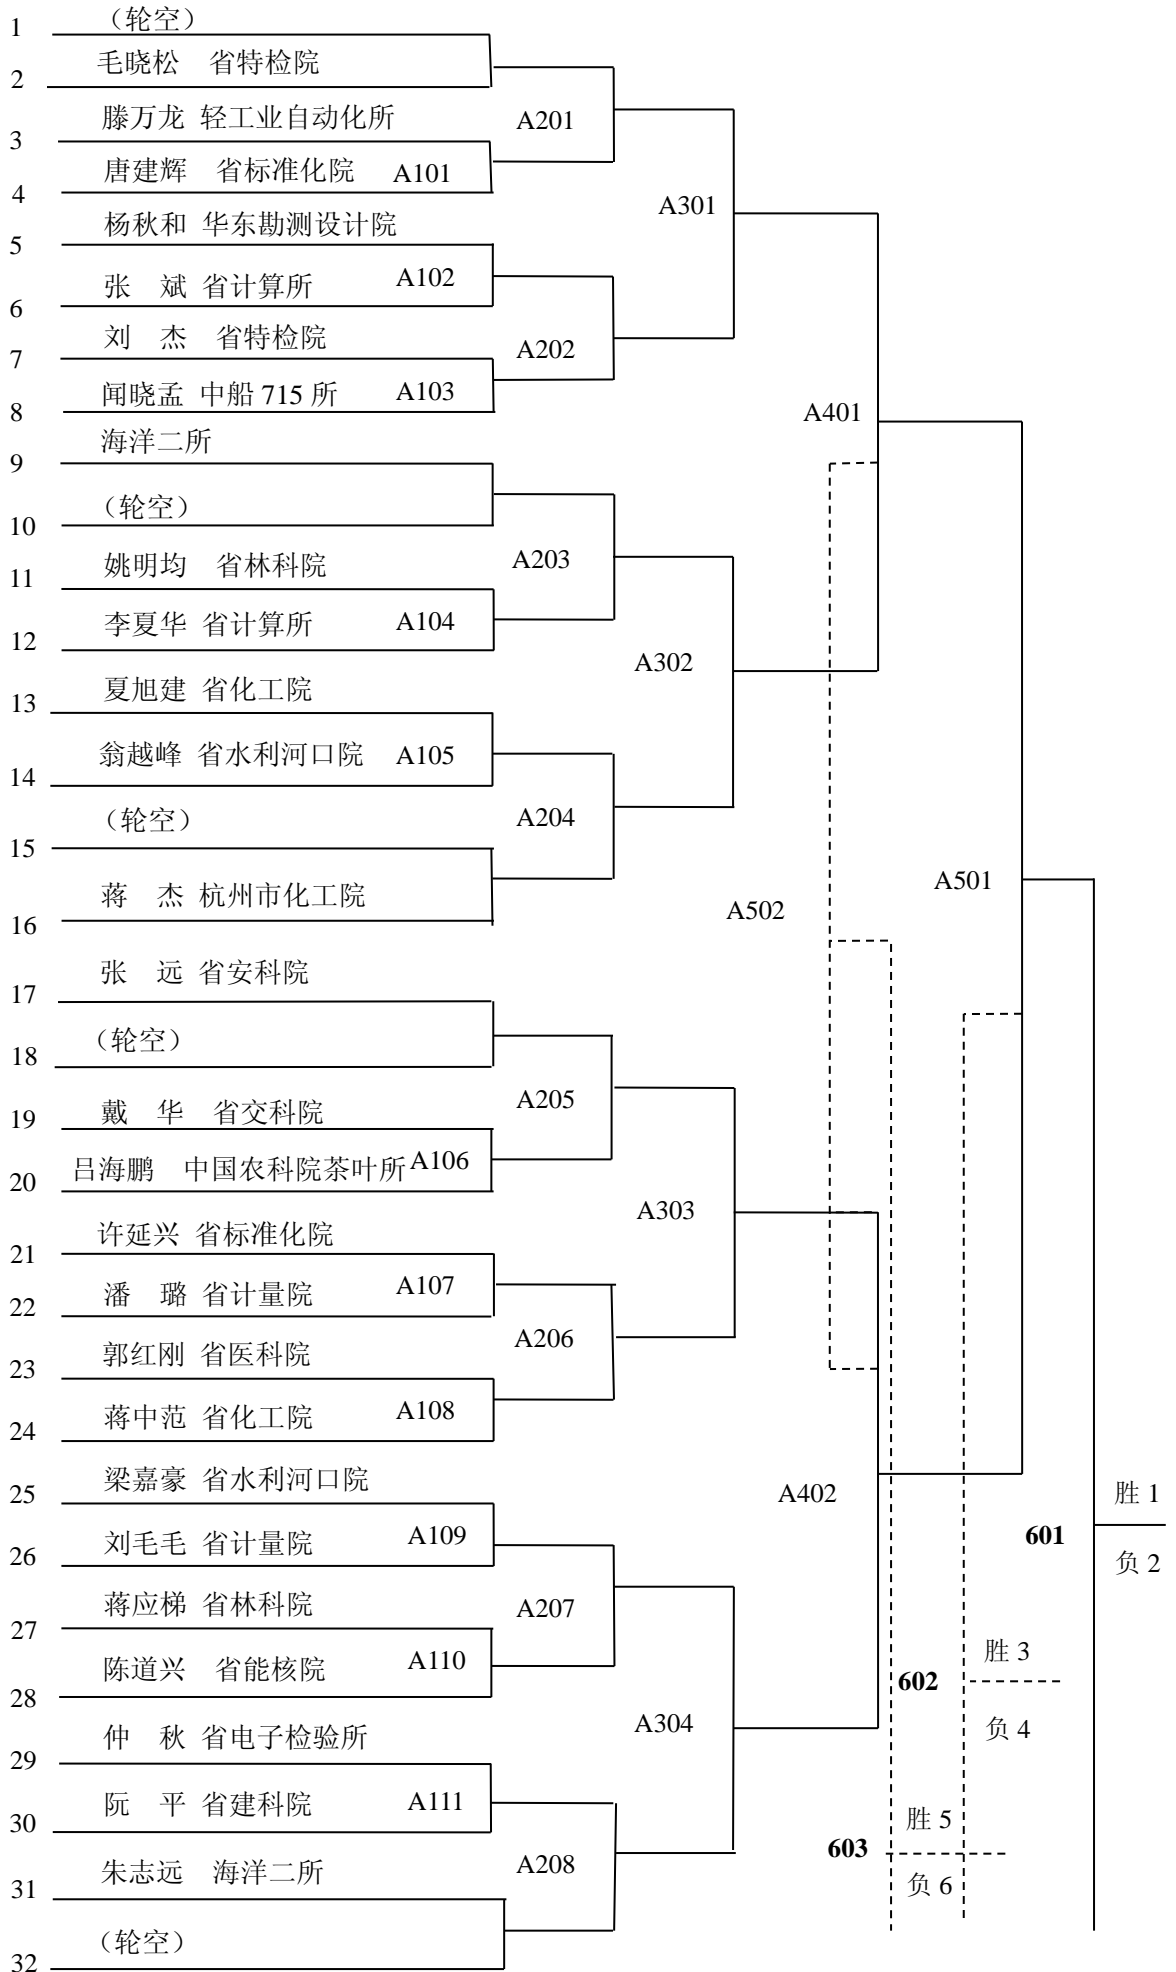 1 （轮空）
2 毛晓松 省特检院
A201
3 滕万龙 轻工业自动化所
4 唐建辉 省标准化院 A101
A301
5 杨秋和 华东勘测设计院
6 张 斌 省计算所 A102
7 刘 杰 省特检院
A202
8 闻晓孟 中船 715 所 A103
A401
9 海洋二所
10 （轮空）
A203
11 姚明均 省林科院
12 李夏华 省计算所 A104
A302
13 夏旭建 省化工院
14 翁越峰 省水利河口院 A105
A204
15 （轮空）
16 蒋 杰 杭州市化工院
A501
A502
17 张 远 省安科院
18 （轮空）
A205
19 戴 华 省交科院
20 吕海鹏 中国农科院茶叶所 A106
A303
21 许延兴 省标准化院
22 潘 璐 省计量院 A107
A206
23 郭红刚 省医科院
24 蒋中范 省化工院 A108
25 梁嘉豪 省水利河口院
A402
胜 1
601
负 2
26 刘毛毛 省计量院 A109
A207
27 蒋应梯 省林科院
28 陈道兴 省能核院 A110
胜 3
602
负 4
A304
29 仲 秋 省电子检验所
30 阮 平 省建科院 A111
胜 5
603
负 6
A208
31 朱志远 海洋二所
32 （轮空）